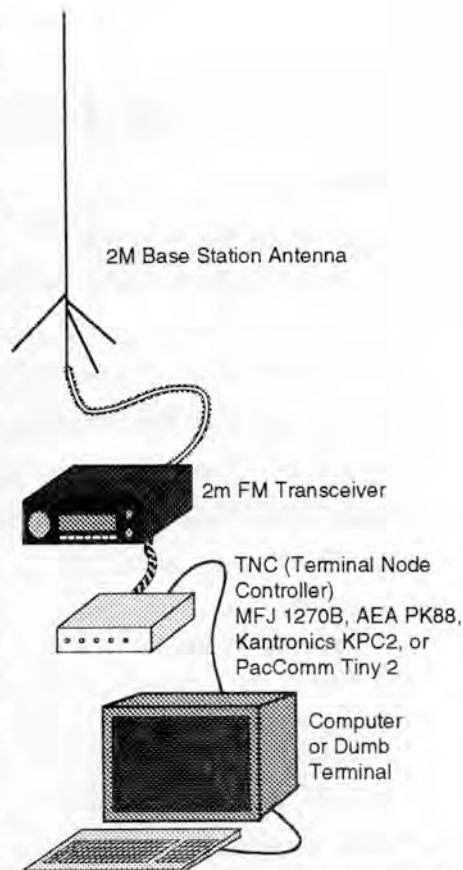 2M Base Station Antenna
2m FM Transceiver
TNC (Terminal Node
Controller)
MFJ 1270B, AEA PK88,
Kantronics KPC2, or
PacComm Tiny 2
Computer
or Dumb
Terminal